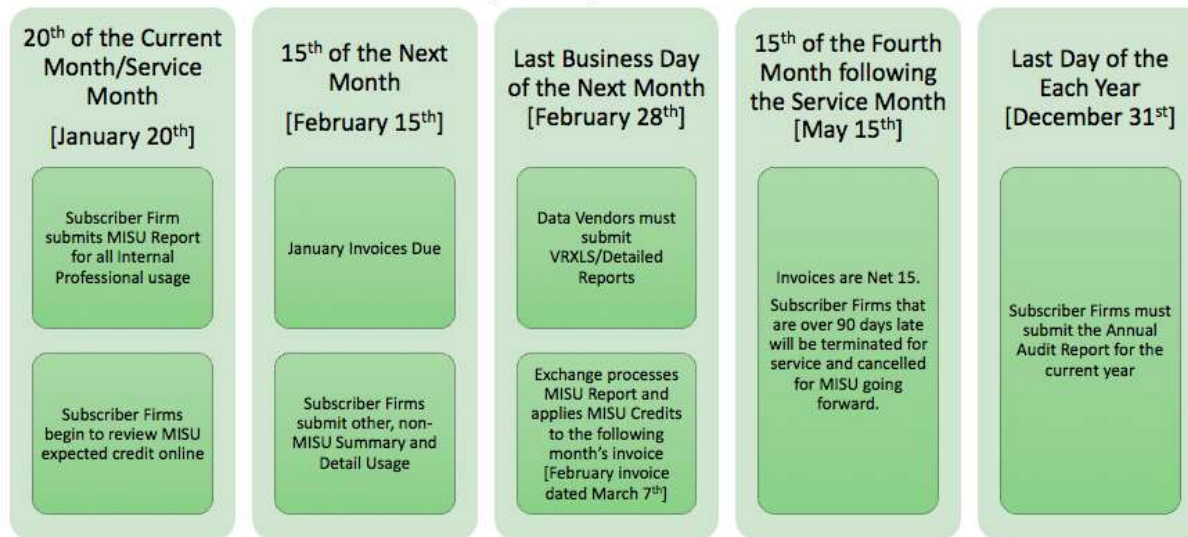 20th of the Current
Month/Service
Month
[January 20th]
Subscriber Firm
submits MISU Report
for all Internal
Professional usage
Subscriber Firms
begin to review MISU
expected credit online
15th of the Next
Month
[February 15th]
January Invoices Due
Subscriber Firms
submit other, non-
MISU Summary and
Detail Usage
Last Business Day
of the Next Month
[February 28th]
Data Vendors must
submit
VRXLS/Detailed
Reports
Exchange processes
MISU Report and
applies MISU Credits
to the following
month's invoice
[February invoice
dated March 7th]
15th of the Fourth
Month following
the Service Month
[May 15th]
Invoices are Net 15.
Subscriber Firms that
are over 90 days late
will be terminated for
service and cancelled
for MISU going
forward.
Last Day of the
Each Year
[December 31st]
Subscriber Firms must
submit the Annual
Audit Report for the
current year